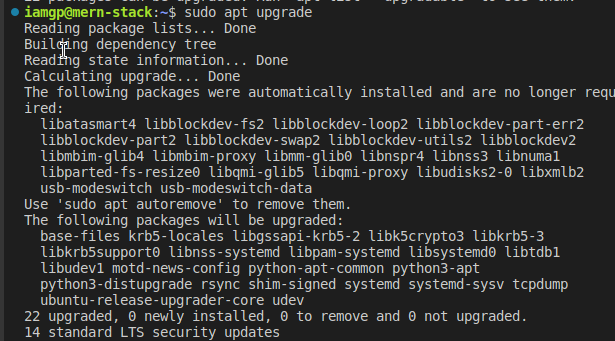 iamgp@mern-stack:~$ sudo apt upgrade
Reading package lists... Done
Building dependency tree
Reading state information... Done
Calculating upgrade... Done
The following packages were automatically installed and are no longer requ
ired:
  libatasmart4 libblockdev-fs2 libblockdev-loop2 libblockdev-part-err2
  libblockdev-part2 libblockdev-swap2 libblockdev-utils2 libblockdev2
  libmbim-glib4 libmbim-proxy libmm-glib0 libnspr4 libnss3 libnuma1
  libparted-fs-resize0 libqmi-glib5 libqmi-proxy libudisks2-0 libxmlb2
  usb-modeswitch usb-modeswitch-data
Use 'sudo apt autoremove' to remove them.
The following packages will be upgraded:
  base-files krb5-locales libgssapi-krb5-2 libk5crypto3 libkrb5-3
  libkrb5support0 libnss-systemd libpam-systemd libsystemd0 libtdb1
  libudev1 motd-news-config python-apt-common python3-apt
  python3-distupgrade rsync shim-signed systemd systemd-sysv tcpdump
  ubuntu-release-upgrader-core udev
22 upgraded, 0 newly installed, 0 to remove and 0 not upgraded.
14 standard LTS security updates